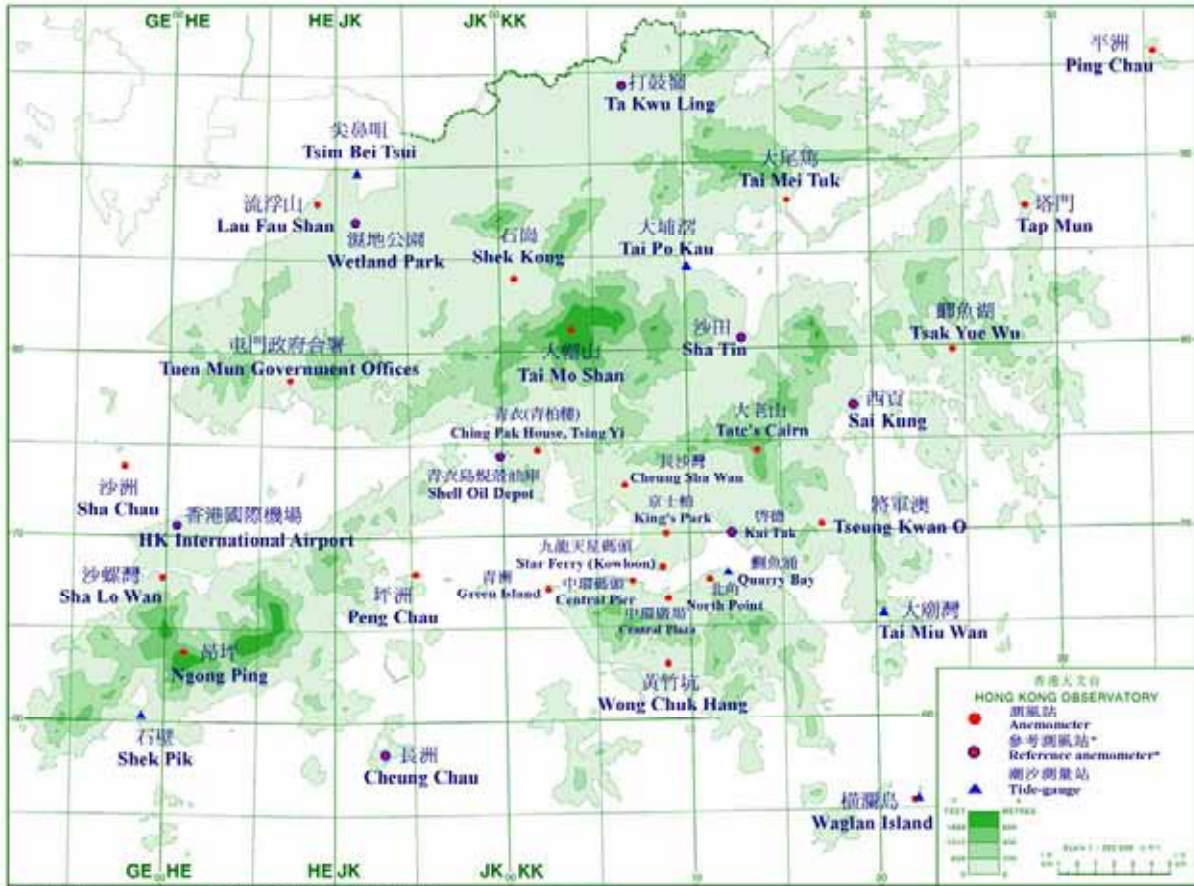 GE HE
HE JK
JK KK
平洲
Ping Chau
打鼓嶺
Ta Kwu Ling
尖鼻咀
Tsim Bei Tsui
大尾篤
Tai Mei Tuk
流浮山
Lau Fau Shan
塔門
Tap Mun
濕地公園
Wetland Park
石崗
Shek Kong
大埔滘
Tai Po Kau
鯽魚湖
Tsak Yue Wu
屯門政府合署
Tuen Mun Government Offices
大帽山
Tai Mo Shan
沙田
Sha Tin
西貢
Sai Kung
青衣(青柏樓)
Ching Pak House, Tsing Yi
大老山
Tate's Cairn
青衣島蜆殼油庫
Shell Oil Depot
長沙灣
Cheung Sha Wan
沙洲
Sha Chau
京士柏
King's Park
啓德
Kai Tak
將軍澳
Tseung Kwan O
香港國際機場
HK International Airport
九龍天星碼頭
Star Ferry (Kowloon)
鰂魚涌
Quarry Bay
沙螺灣
Sha Lo Wan
坪洲
Peng Chau
青洲
Green Island
中環碼頭
Central Pier
北角
North Point
中環廣場
Central Plaza
大廟灣
Tai Miu Wan
昂坪
Ngong Ping
黃竹坑
Wong Chuk Hang
石壁
Shek Pik
長洲
Cheung Chau
橫瀾島
Waglan Island
香港天文台
HONG KONG OBSERVATORY
測風站
Anemometer
參考測風站*
Reference anemometer*
潮汐測量站
Tide-gauge
FEET METRES
GE HE
HE JK
JK KK